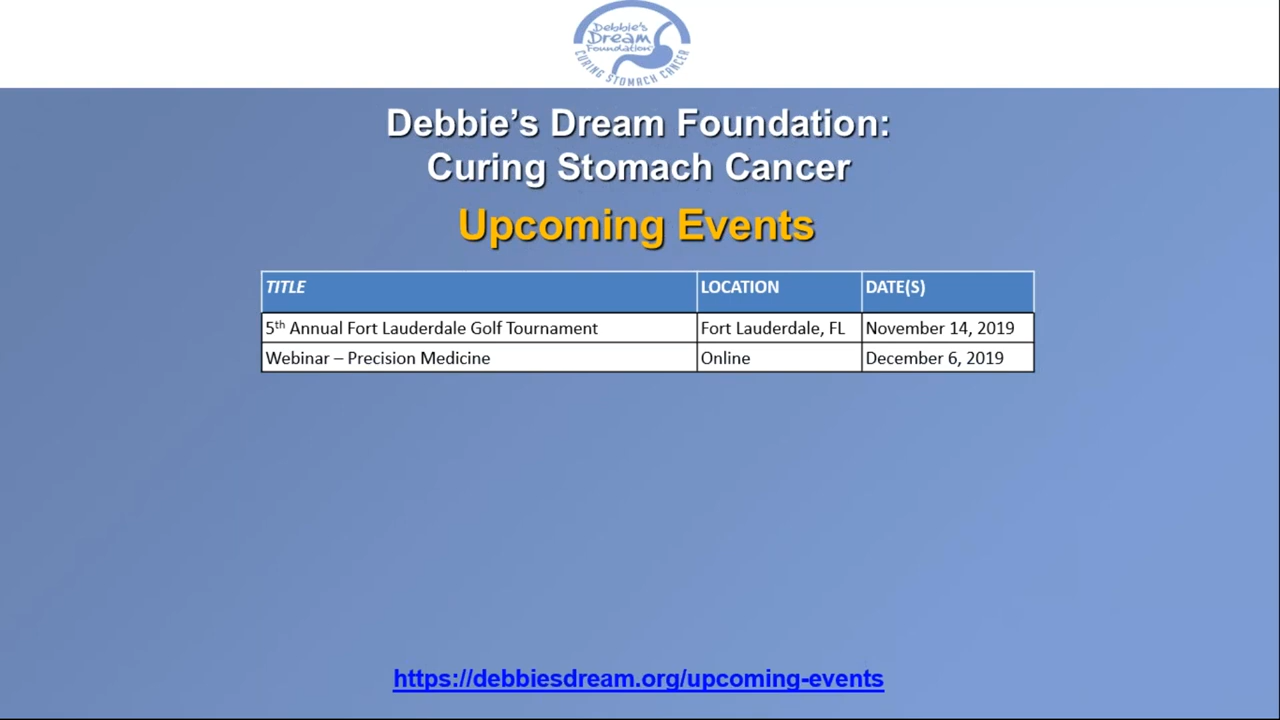 Debbie's
Dream
Foundation
CURING STOMACH CANCER
Debbie’s Dream Foundation:
Curing Stomach Cancer
Upcoming Events
TITLE LOCATION DATE(S)
5th Annual Fort Lauderdale Golf Tournament Fort Lauderdale, FL November 14, 2019
Webinar – Precision Medicine Online December 6, 2019
https://debbiesdream.org/upcoming-events